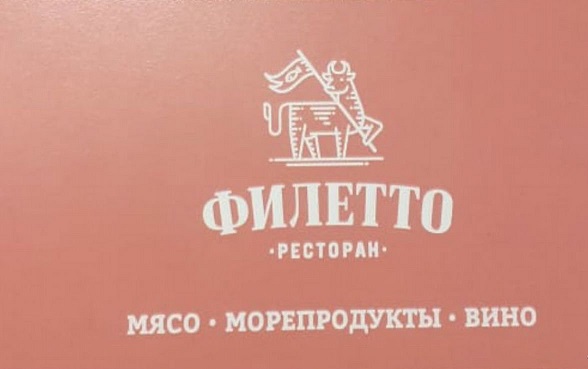 ФИЛЕТТО
·РЕСТОРАН·
МЯСО · МОРЕПРОДУКТЫ · ВИНО